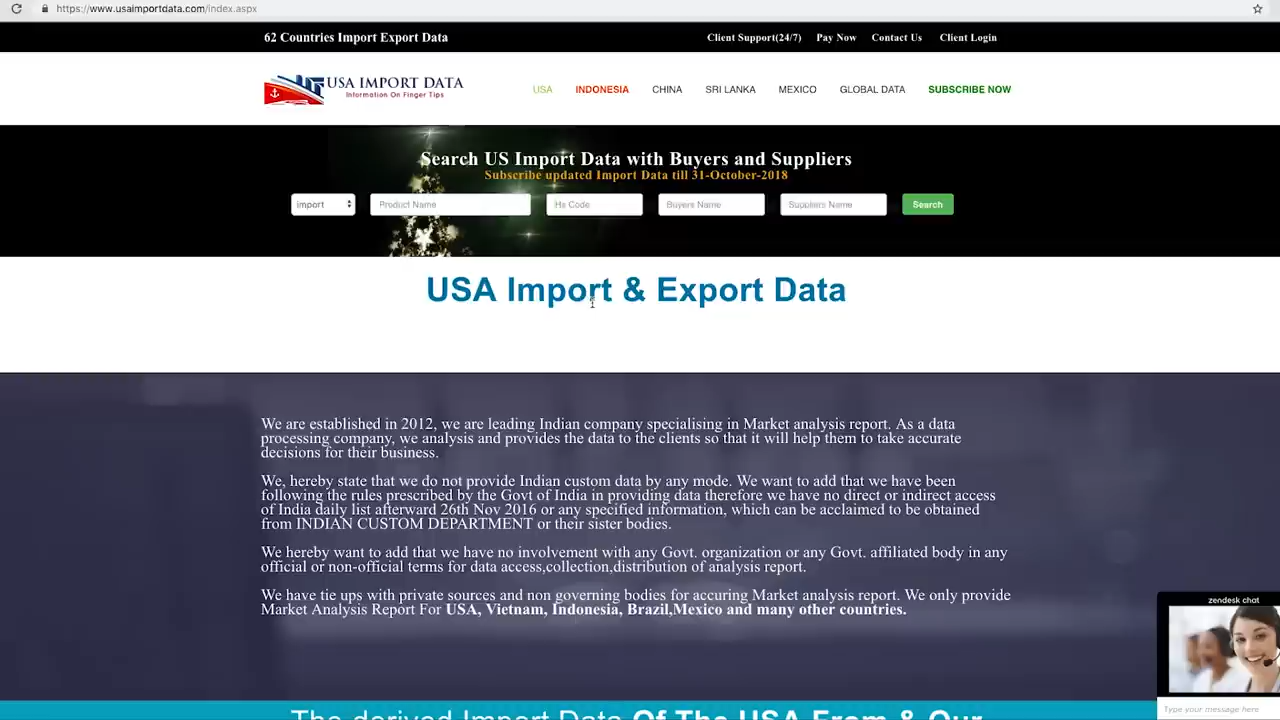 https://www.usaimportdata.com/index.aspx
62 Countries Import Export Data
Client Support(24/7) Pay Now Contact Us Client Login
USA IMPORT DATA
Information On Finger Tips
USA INDONESIA CHINA SRI LANKA MEXICO GLOBAL DATA SUBSCRIBE NOW
Search US Import Data with Buyers and Suppliers
Subscribe updated Import Data till 31-October-2018
import Product Name Hs Code Buyers Name Suppliers Name Search
USA Import & Export Data
We are established in 2012, we are leading Indian company specialising in Market analysis report. As a data
processing company, we analysis and provides the data to the clients so that it will help them to take accurate
decisions for their business.
We, hereby state that we do not provide Indian custom data by any mode. We want to add that we have been
following the rules prescribed by the Govt of India in providing data therefore we have no direct or indirect access
of India daily list afterward 26th Nov 2016 or any specified information, which can be acclaimed to be obtained
from INDIAN CUSTOM DEPARTMENT or their sister bodies.
We hereby want to add that we have no involvement with any Govt. organization or any Govt. affiliated body in any
official or non-official terms for data access,collection,distribution of analysis report.
We have tie ups with private sources and non governing bodies for accuring Market analysis report. We only provide
Market Analysis Report For USA, Vietnam, Indonesia, Brazil,Mexico and many other countries.
zendesk chat
Type your message here
The derived Import Data Of The USA From & Our